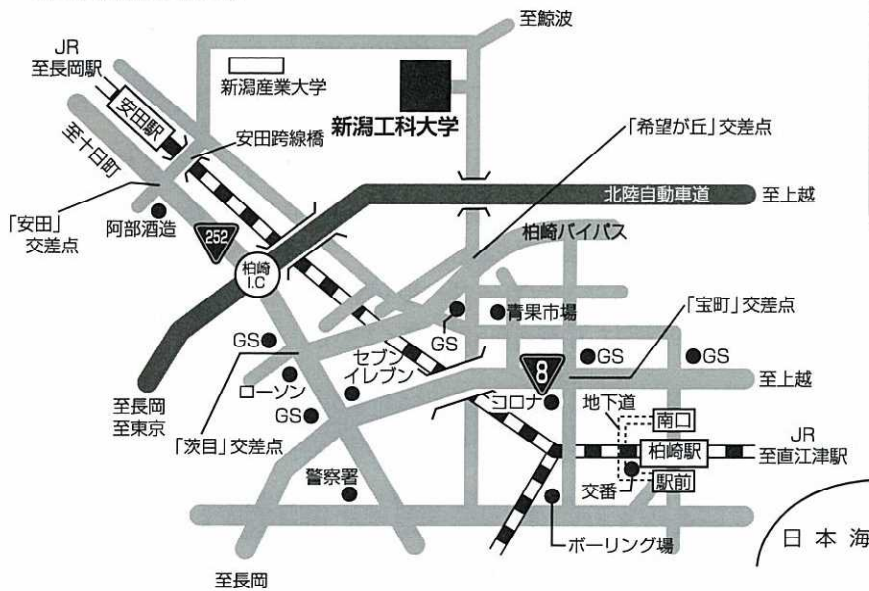 至鯨波
JR
至長岡駅
新潟産業大学
新潟工科大学
安田駅
安田跨線橋
「希望が丘」交差点
至十日町
北陸自動車道
至上越
「安田」
交差点
阿部酒造
252
柏崎バイパス
柏崎
I.C
「宝町」交差点
青果市場
GS
GS
セブン
イレブン
8
GS
GS
ローソン
至上越
至長岡
至東京
GS
コロナ
地下道
南口
「茨目」交差点
柏崎駅
JR
至直江津駅
警察署
交番
駅前
ボーリング場
日本海
至長岡